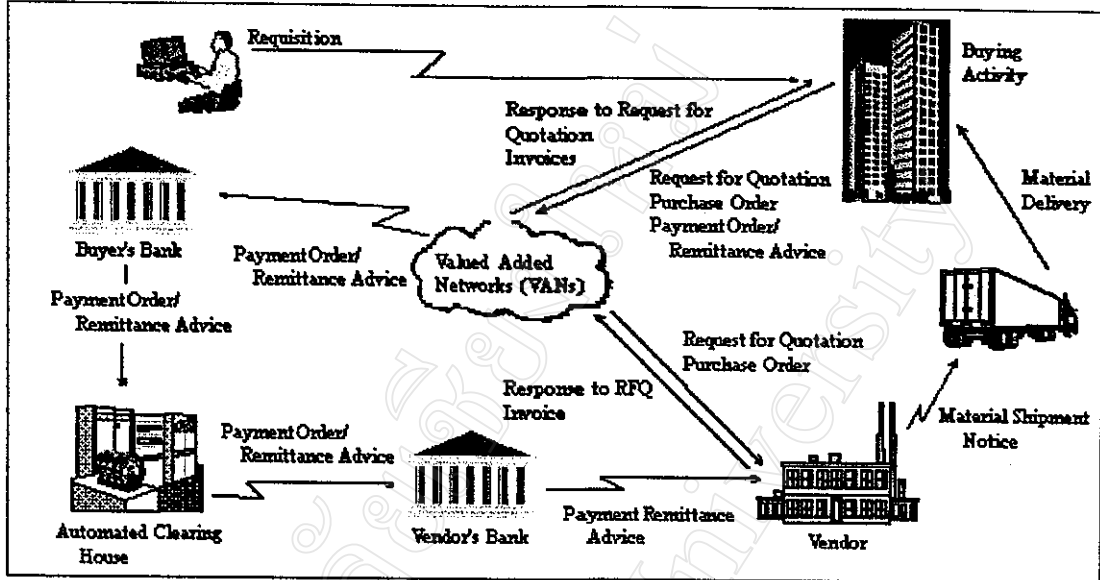 Requisition
Buying
Activity
Response to Request for
Quotation
Invoices
Request for Quotation
Purchase Order
Payment Order/
Remittance Advice
Material
Delivery
Buyer's Bank
Payment Order/
Remittance Advice
Valued Added
Networks (VANs)
Payment Order/
Remittance Advice
Request for Quotation
Purchase Order
Response to RFQ
Invoice
Material Shipment
Notice
Payment Order/
Remittance Advice
Automated Clearing
House
Vendor's Bank
Payment Remittance
Advice
Vendor
University